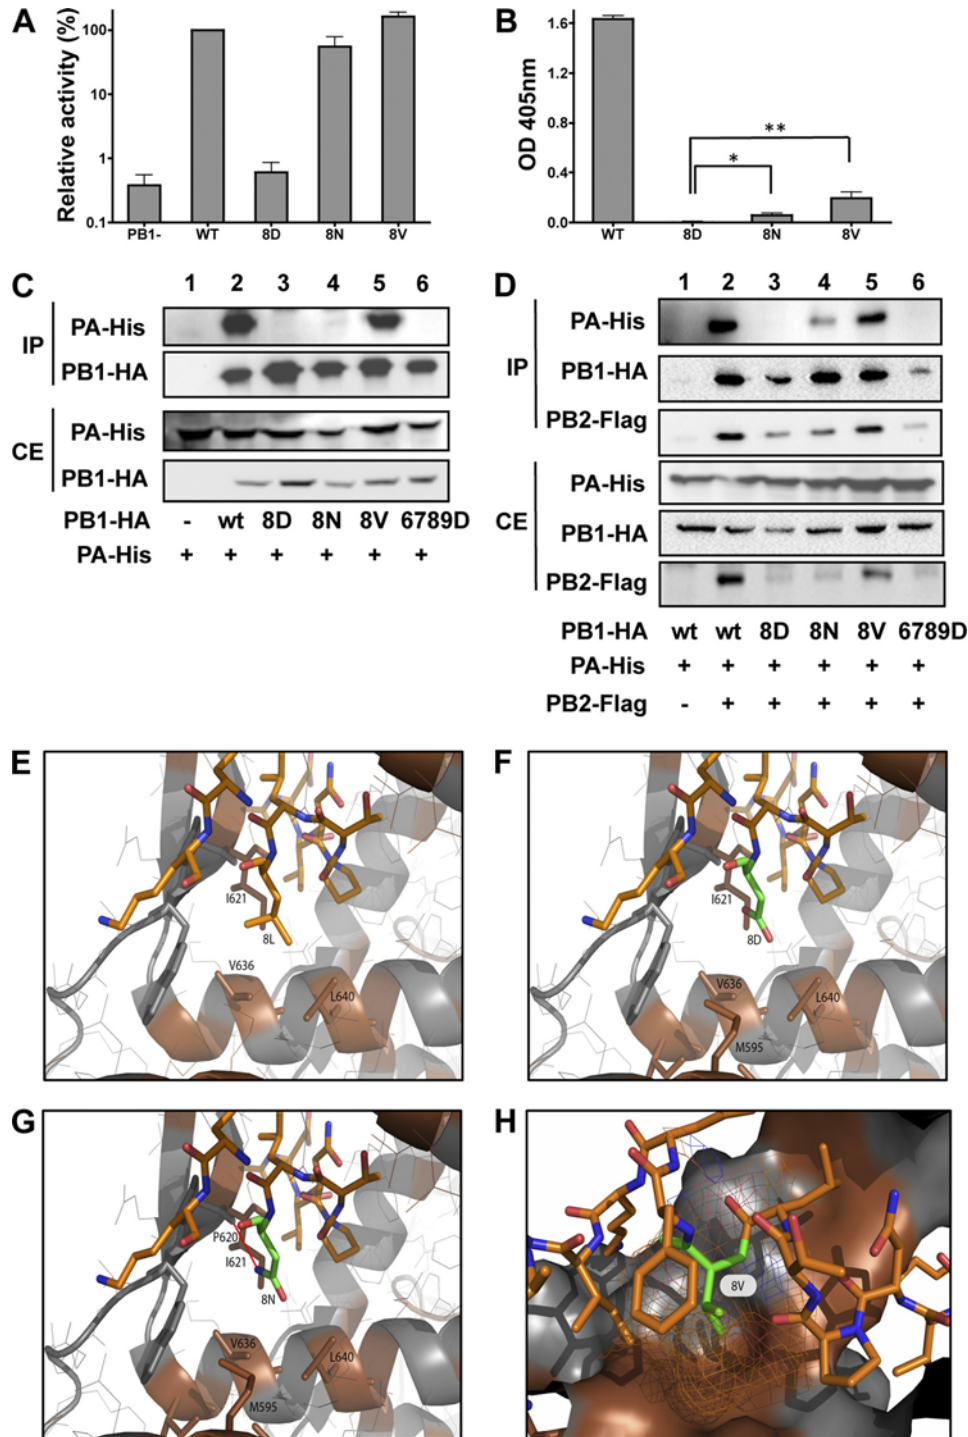 A
Relative activity (%)
100
10
1
0.1
PB1- WT 8D 8N 8V
B
OD 405nm
1.6
1.2
0.8
0.4
0.0
*
**
WT 8D 8N 8V
C
1 2 3 4 5 6
IP
PA-His
PB1-HA
CE
PA-His
PB1-HA
PB1-HA - wt 8D 8N 8V 6789D
PA-His + + + + + +
D
1 2 3 4 5 6
IP
PA-His
PB1-HA
PB2-Flag
CE
PA-His
PB1-HA
PB2-Flag
PB1-HA wt wt 8D 8N 8V 6789D
PA-His + + + + + +
PB2-Flag - + + + + +
E
I621
8L
V636
L640
F
I621
8D
V636
L640
M595
G
P620
I621
8N
V636
L640
M595
H
8V